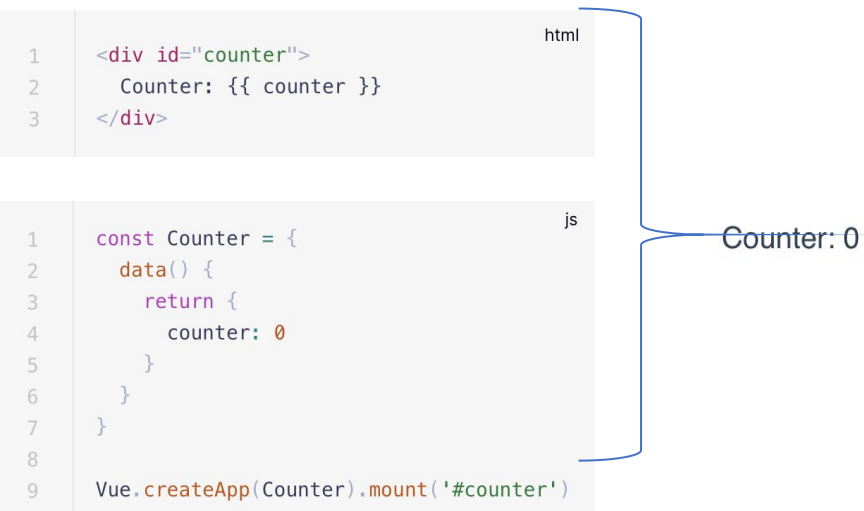 html
1 <div id="counter">
2 Counter: {{ counter }}
3 </div>
js
1 const Counter = {
2 data() {
3 return {
4 counter: 0
5 }
6 }
7 }
8
9 Vue.createApp(Counter).mount('#counter')
Counter: 0